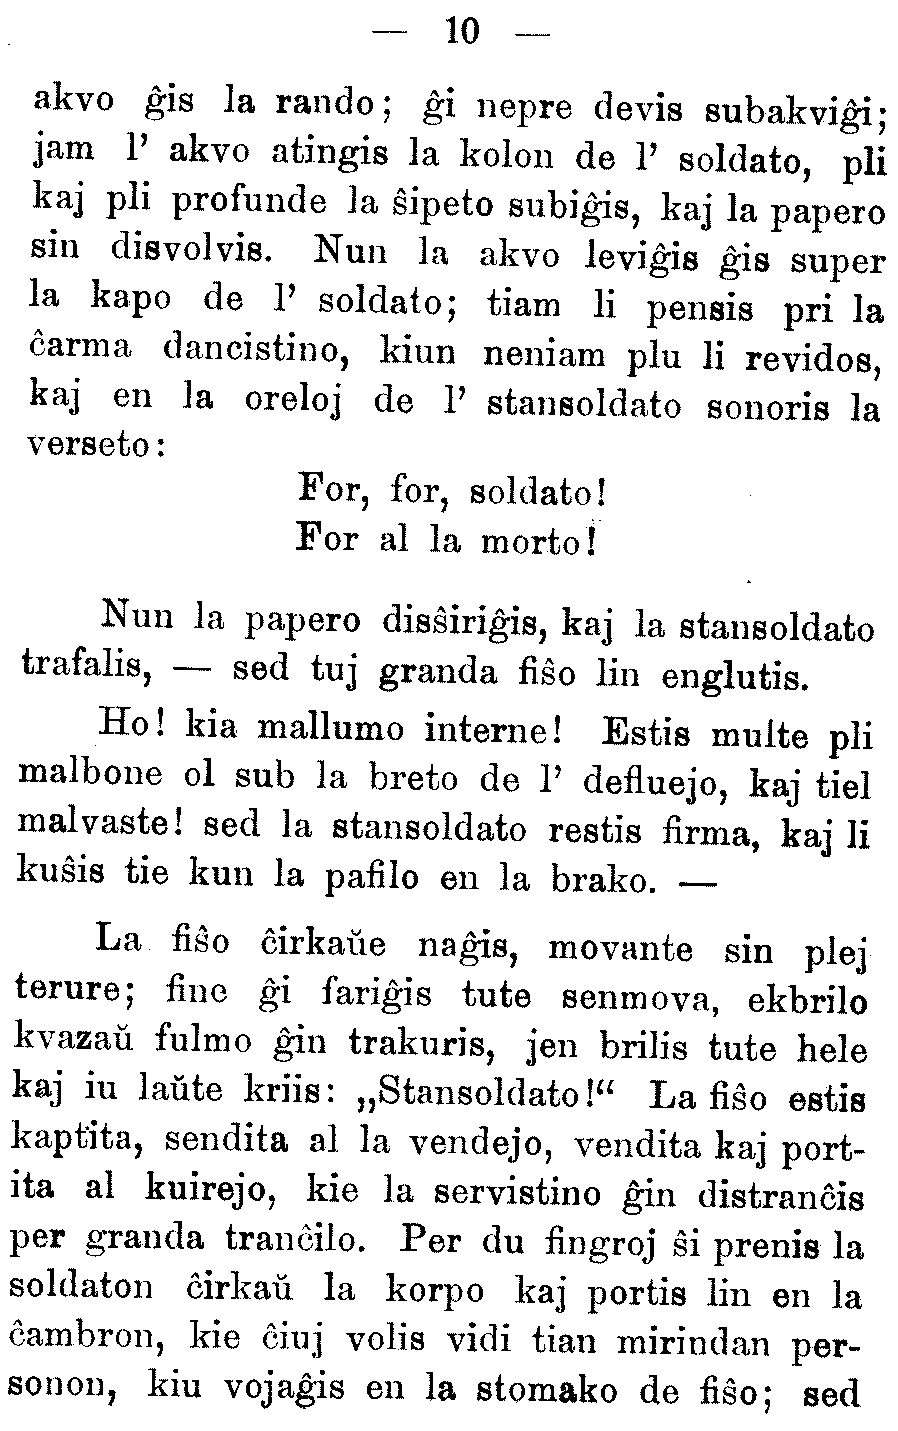 — 10 —
akvo ĝis la rando; ĝi nepre devis subakviĝi;
jam l’ akvo atingis la kolon de l’ soldato, pli
kaj pli profunde la ŝipeto subiĝis, kaj la papero
sin disvolvis. Nun la akvo leviĝis ĝis super
la kapo de l’ soldato; tiam li pensis pri la
ĉarma dancistino, kiun neniam plu li revidos,
kaj en la oreloj de l’ stansoldato sonoris la
verseto:
For, for, soldato!
For al la morto!
Nun la papero disŝiriĝis, kaj la stansoldato
trafalis, — sed tuj granda fiŝo lin englutis.
Ho! kia mallumo interne! Estis multe pli
malbone ol sub la breto de l’ defluejo, kaj tiel
malvaste! sed la stansoldato restis firma, kaj li
kuŝis tie kun la pafilo en la brako. —
La fiŝo ĉirkaŭe naĝis, movante sin plej
terure; fine ĝi fariĝis tute senmova, ekbrilo
kvazaŭ fulmo ĝin trakuris, jen brilis tute hele
kaj iu laŭte kriis: „Stansoldato!“ La fiŝo estis
kaptita, sendita al la vendejo, vendita kaj port-
ita al kuirejo, kie la servistino ĝin distranĉis
per granda tranĉilo. Per du fingroj ŝi prenis la
soldaton ĉirkaŭ la korpo kaj portis lin en la
ĉambron, kie ĉiuj volis vidi tian mirindan per-
sonon, kiu vojaĝis en la stomako de fiŝo; sed